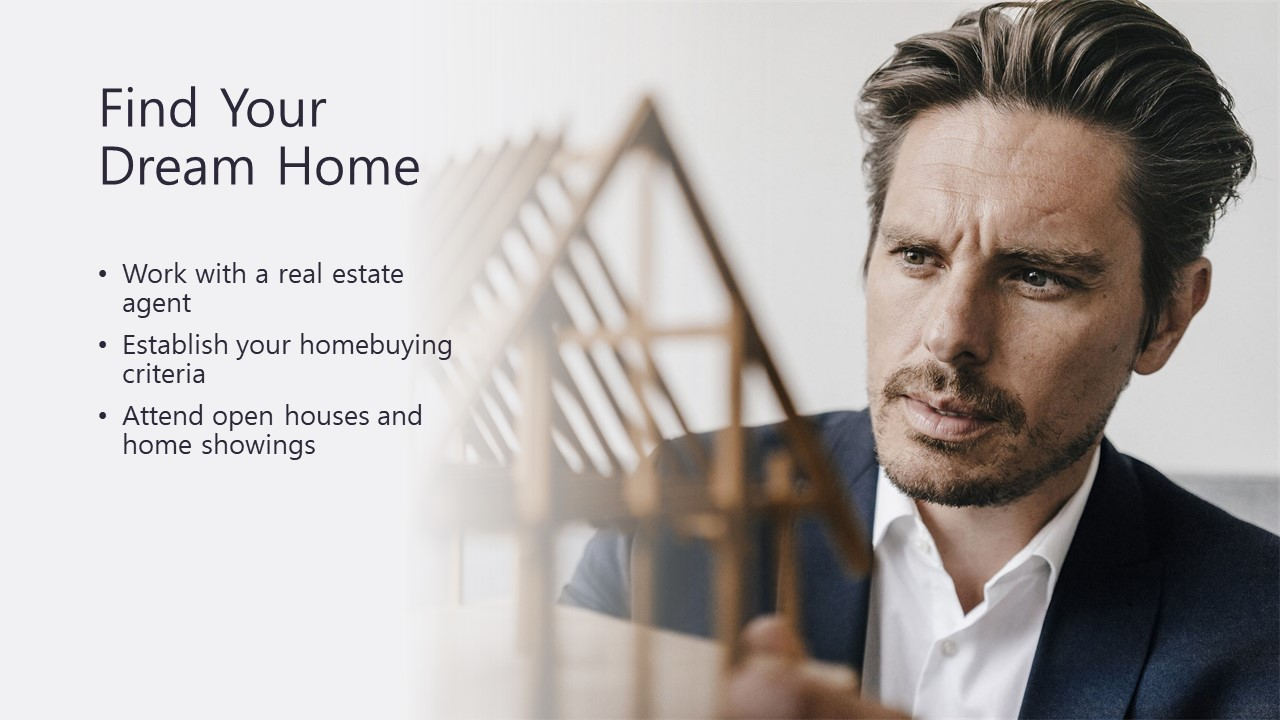 Find Your
Dream Home
• Work with a real estate
agent
• Establish your homebuying
criteria
• Attend open houses and
home showings